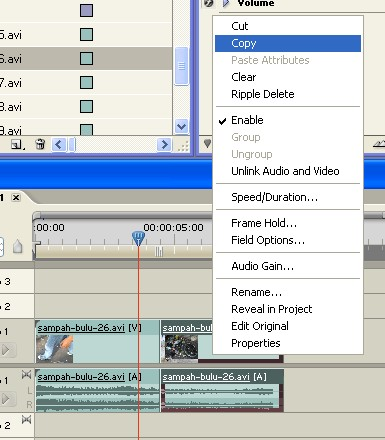 Volume
5.avi
6.avi
7.avi
8.avi
9.avi
Cut
Copy
Paste Attributes
Clear
Ripple Delete
Enable
Group
Ungroup
Unlink Audio and Video
Speed/Duration...
Frame Hold...
Field Options...
Audio Gain...
Rename...
Reveal in Project
Edit Original
Properties
1
:00:00 00:00:05:00
3
2
1 sampah-bulu-26.avi [V]
1 sampah-bulu-26.avi [A] sampah-bulu-26.avi [A]
L
R
2